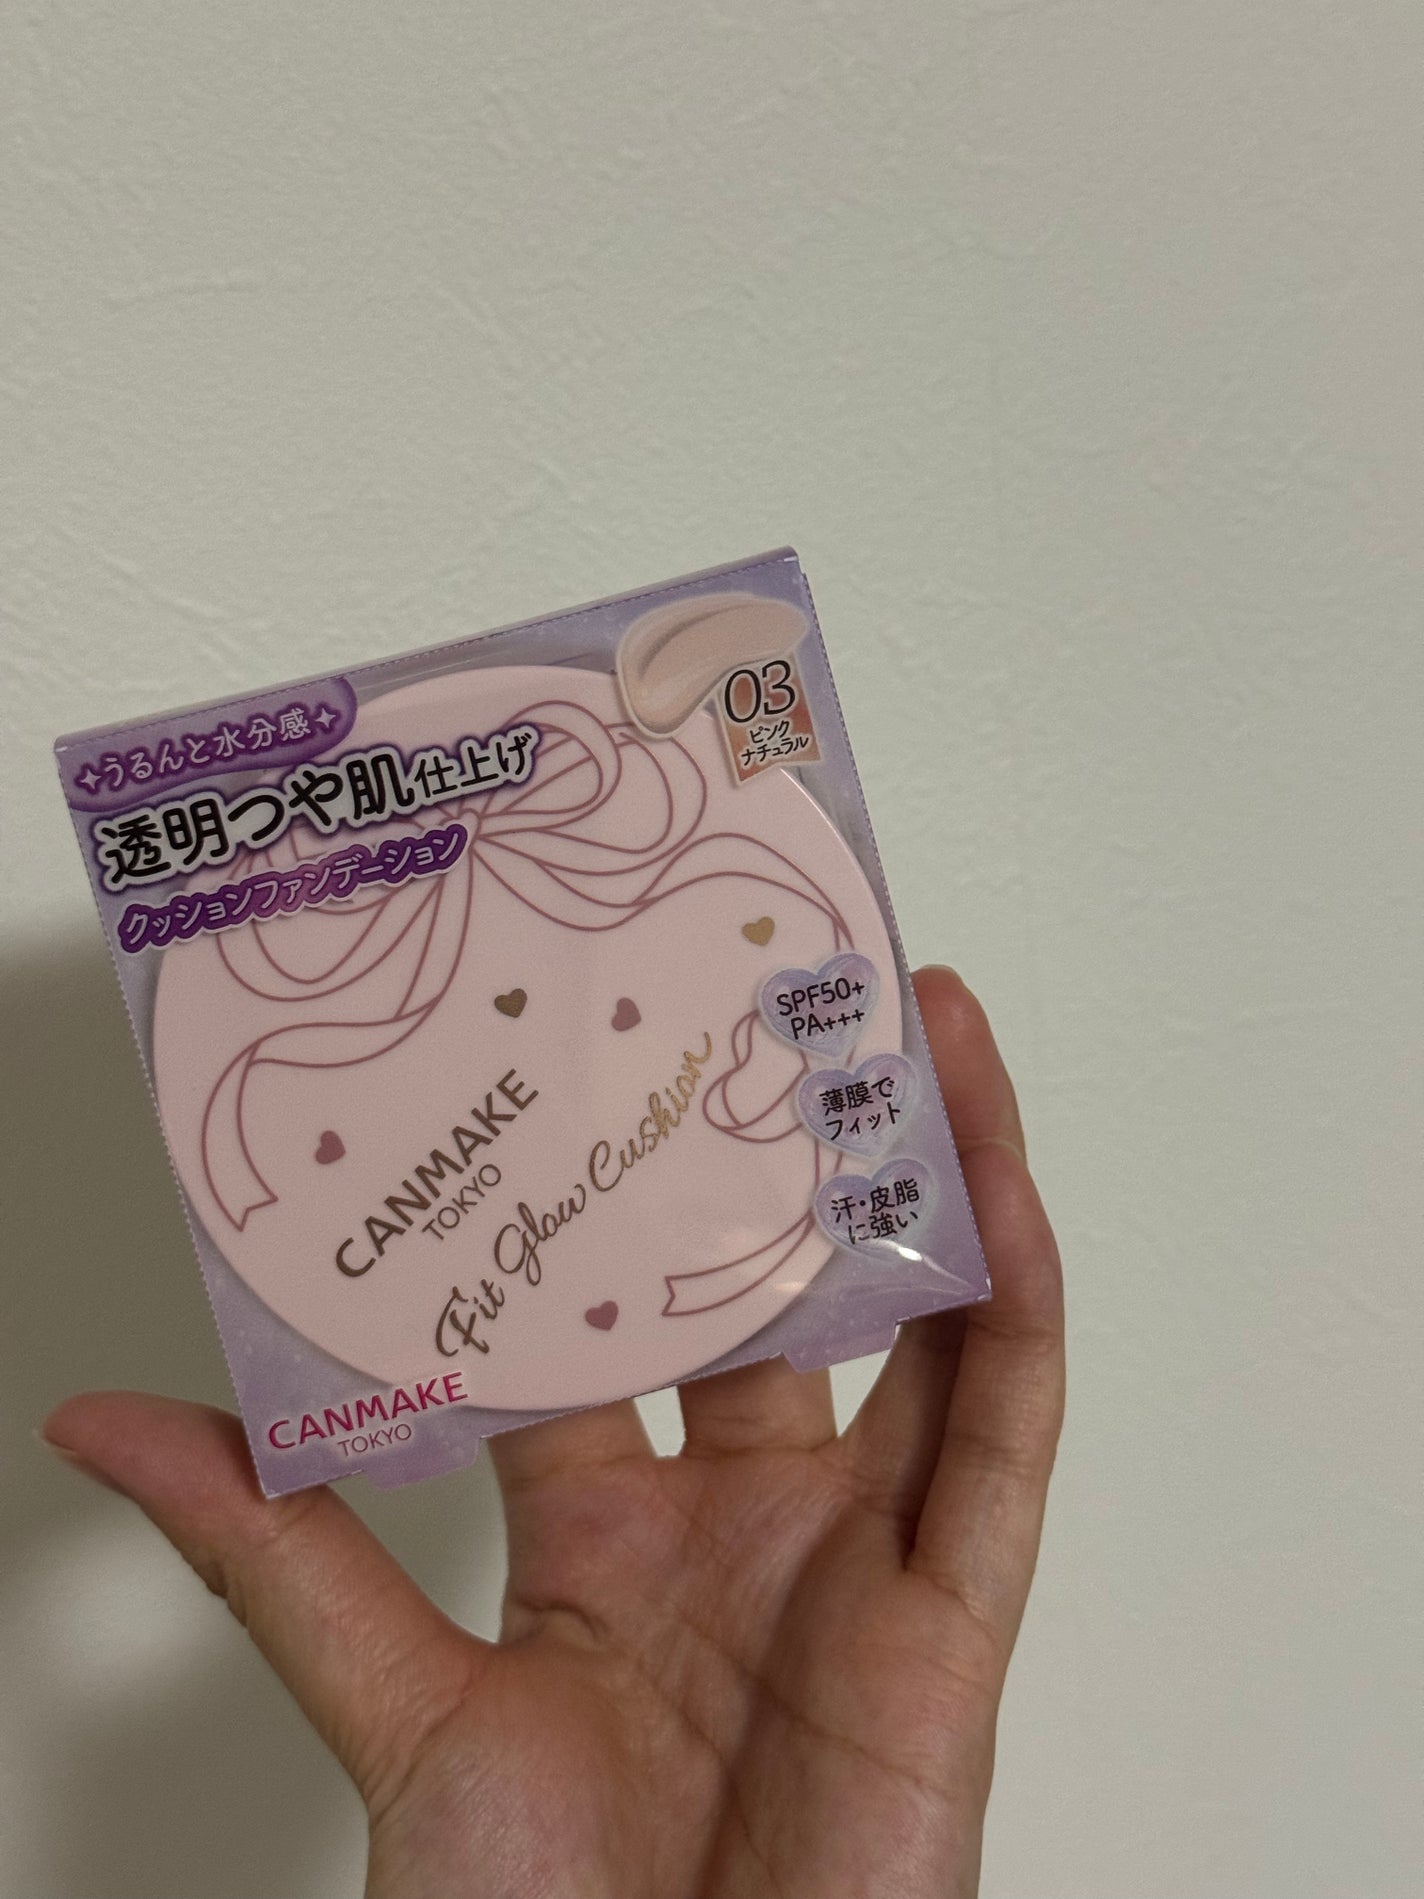 うるんと水分感
透明つや肌仕上げ
クッションファンデーション
03
ピンク
ナチュラル
SPF50+
PA+++
薄膜で
フィット
汗・皮脂
に強い
CANMAKE
TOKYO
Fit Glow Cushion
CANMAKE
TOKYO